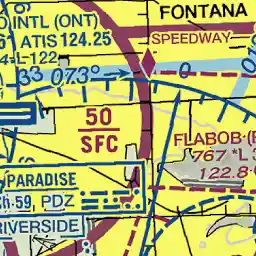 FONTANA
INTL (ONT)
ATIS 124.25
4-L-122
SPEEDWAY
33 073°
50
SFC
FLABOB (
767 *L
122.8
PARADISE
59, PDZ
RIVERSIDE